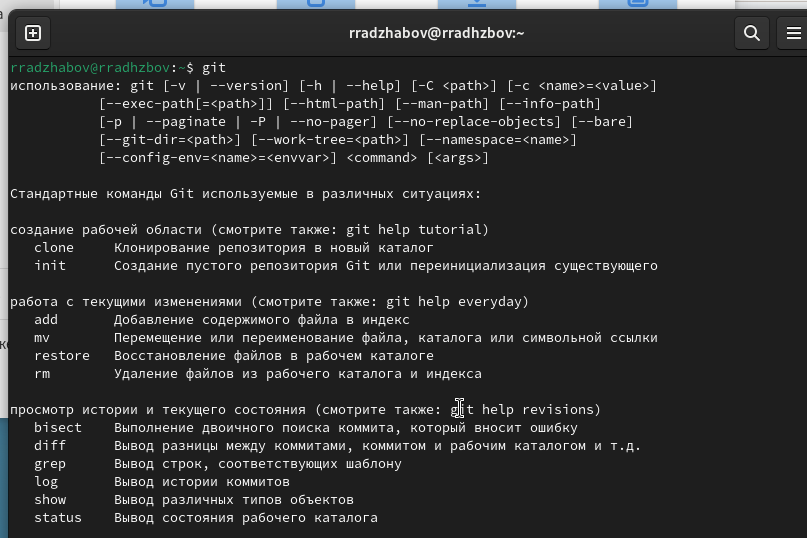 rradzhabov@rradhzbov:~
rradzhabov@rradhzbov:~$ git
использование: git [-v | --version] [-h | --help] [-C <path>] [-c <name>=<value>]
           [--exec-path[=<path>]] [--html-path] [--man-path] [--info-path]
           [-p | --paginate | -P | --no-pager] [--no-replace-objects] [--bare]
           [--git-dir=<path>] [--work-tree=<path>] [--namespace=<name>]
           [--config-env=<name>=<envvar>] <command> [<args>]
Стандартные команды Git используемые в различных ситуациях:
создание рабочей области (смотрите также: git help tutorial)
   clone     Клонирование репозитория в новый каталог
   init      Создание пустого репозитория Git или переинициализация существующего
работа с текущими изменениями (смотрите также: git help everyday)
   add       Добавление содержимого файла в индекс
   mv        Перемещение или переименование файла, каталога или символьной ссылки
   restore   Восстановление файлов в рабочем каталоге
   rm        Удаление файлов из рабочего каталога и индекса
просмотр истории и текущего состояния (смотрите также: git help revisions)
   bisect    Выполнение двоичного поиска коммита, который вносит ошибку
   diff      Вывод разницы между коммитами, коммитом и рабочим каталогом и т.д.
   grep      Вывод строк, соответствующих шаблону
   log       Вывод истории коммитов
   show      Вывод различных типов объектов
   status    Вывод состояния рабочего каталога